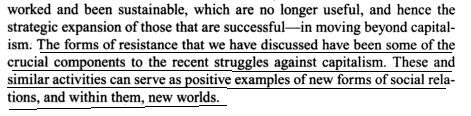 worked and been sustainable, which are no longer useful, and hence the
strategic expansion of those that are successful—in moving beyond capital-
ism. The forms of resistance that we have discussed have been some of the
crucial components to the recent struggles against capitalism. These and
similar activities can serve as positive examples of new forms of social rela-
tions, and within them, new worlds.